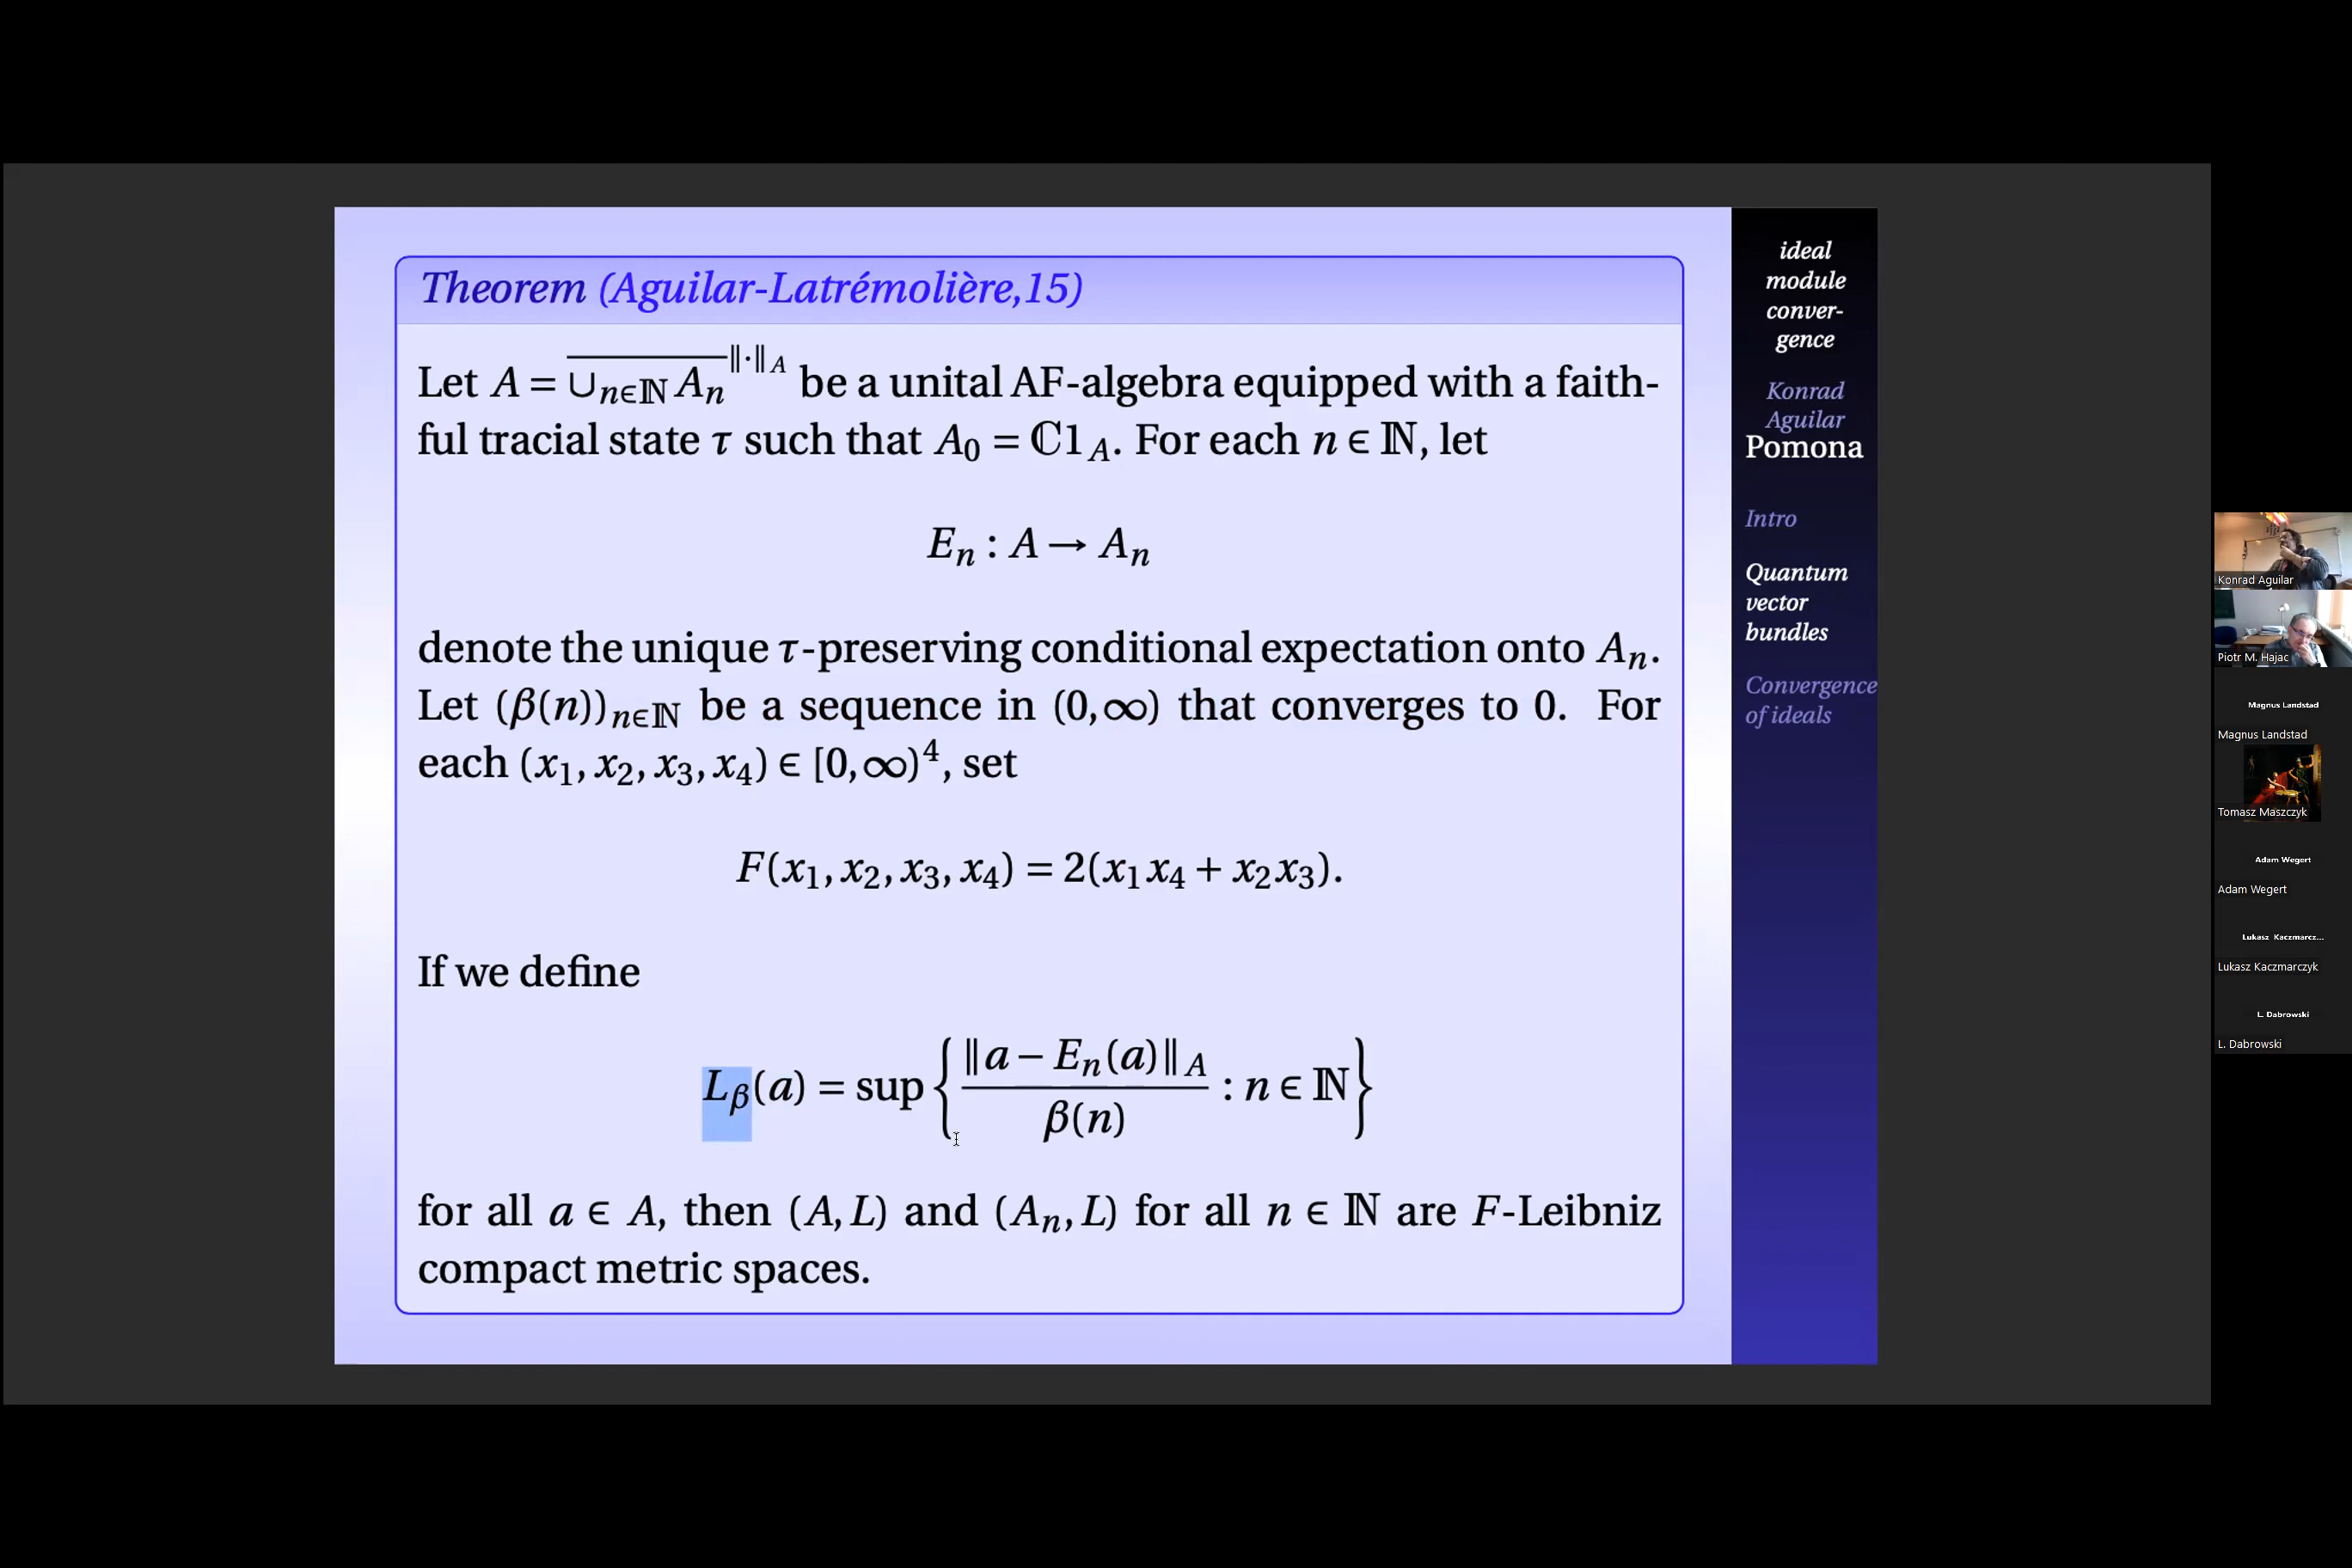 Theorem (Aguilar-Latrémolière,15)
Let A = \overline{∪_{n∈ℕ} A_n}^{‖·‖_A} be a unital AF-algebra equipped with a faith-
ful tracial state τ such that A_0 = ℂ1_A. For each n ∈ ℕ, let
E_n : A → A_n
denote the unique τ-preserving conditional expectation onto A_n.
Let (β(n))_{n∈ℕ} be a sequence in (0,∞) that converges to 0. For
each (x_1, x_2, x_3, x_4) ∈ [0,∞)^4, set
F(x_1, x_2, x_3, x_4) = 2(x_1x_4 + x_2x_3).
If we define
L_β(a) = sup { ‖a − E_n(a)‖_A / β(n) : n ∈ ℕ }
for all a ∈ A, then (A, L) and (A_n, L) for all n ∈ ℕ are F-Leibniz
compact metric spaces.
ideal
module
conver-
gence
Konrad
Aguilar
Pomona
Intro
Quantum
vector
bundles
Convergence
of ideals
Konrad Aguilar
Piotr M. Hajac
Magnus Landstad
Magnus Landstad
Tomasz Maszczyk
Adam Wegert
Adam Wegert
Lukasz Kaczmarcz...
Lukasz Kaczmarczyk
L. Dabrowski
L. Dabrowski